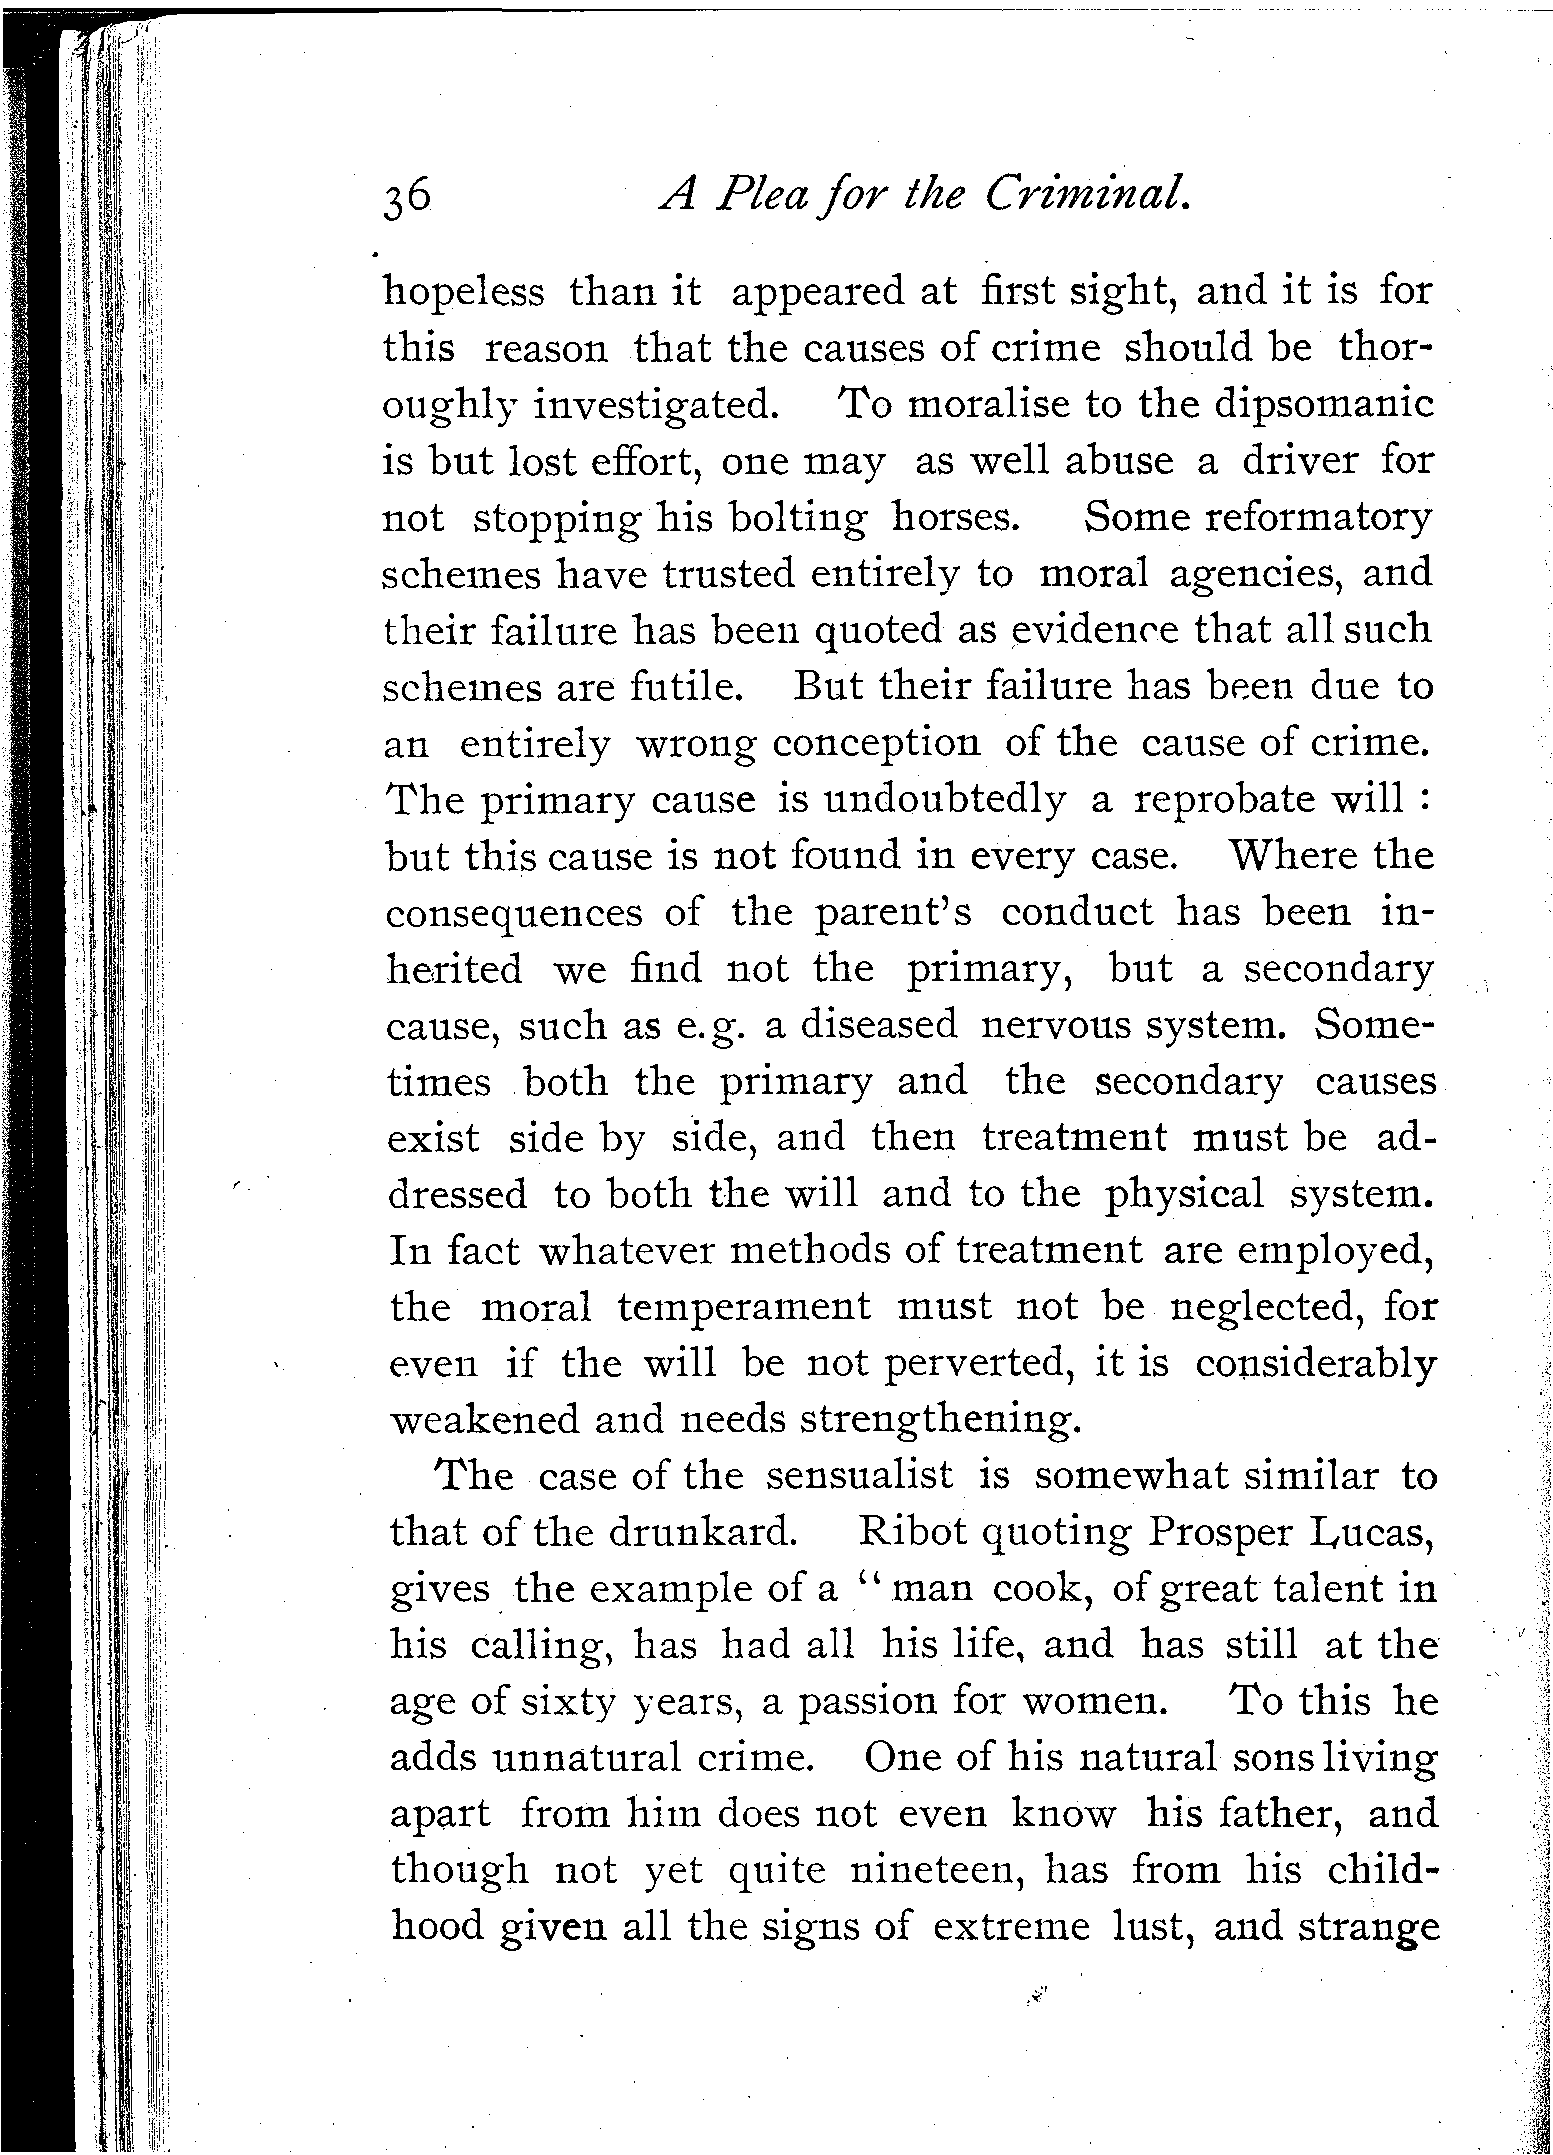 36 A Plea for the Criminal.
hopeless than it appeared at first sight, and it is for
this reason that the causes of crime should be thor-
oughly investigated. To moralise to the dipsomanic
is but lost effort, one may as well abuse a driver for
not stopping his bolting horses. Some reformatory
schemes have trusted entirely to moral agencies, and
their failure has been quoted as evidence that all such
schemes are futile. But their failure has been due to
an entirely wrong conception of the cause of crime.
The primary cause is undoubtedly a reprobate will :
but this cause is not found in every case. Where the
consequences of the parent's conduct has been in-
herited we find not the primary, but a secondary
cause, such as e.g. a diseased nervous system. Some-
times both the primary and the secondary causes
exist side by side, and then treatment must be ad-
dressed to both the will and to the physical system.
In fact whatever methods of treatment are employed,
the moral temperament must not be neglected, for
even if the will be not perverted, it is considerably
weakened and needs strengthening.
The case of the sensualist is somewhat similar to
that of the drunkard. Ribot quoting Prosper Lucas,
gives the example of a “ man cook, of great talent in
his calling, has had all his life, and has still at the
age of sixty years, a passion for women. To this he
adds unnatural crime. One of his natural sons living
apart from him does not even know his father, and
though not yet quite nineteen, has from his child-
hood given all the signs of extreme lust, and strange